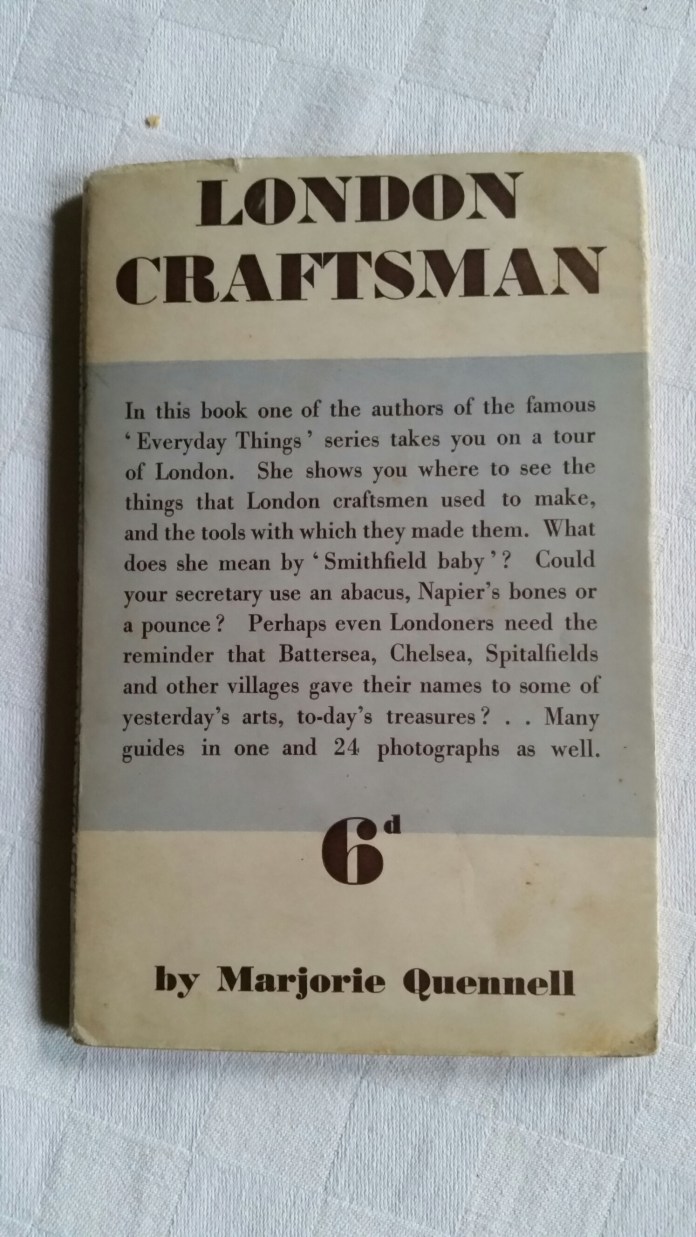 LONDON
CRAFTSMAN
In this book one of the authors of the famous
‘Everyday Things’ series takes you on a tour
of London. She shows you where to see the
things that London craftsmen used to make,
and the tools with which they made them. What
does she mean by ‘Smithfield baby’? Could
your secretary use an abacus, Napier's bones or
a pounce? Perhaps even Londoners need the
reminder that Battersea, Chelsea, Spitalfields
and other villages gave their names to some of
yesterday's arts, to-day's treasures? . . Many
guides in one and 24 photographs as well.
6d
by Marjorie Quennell